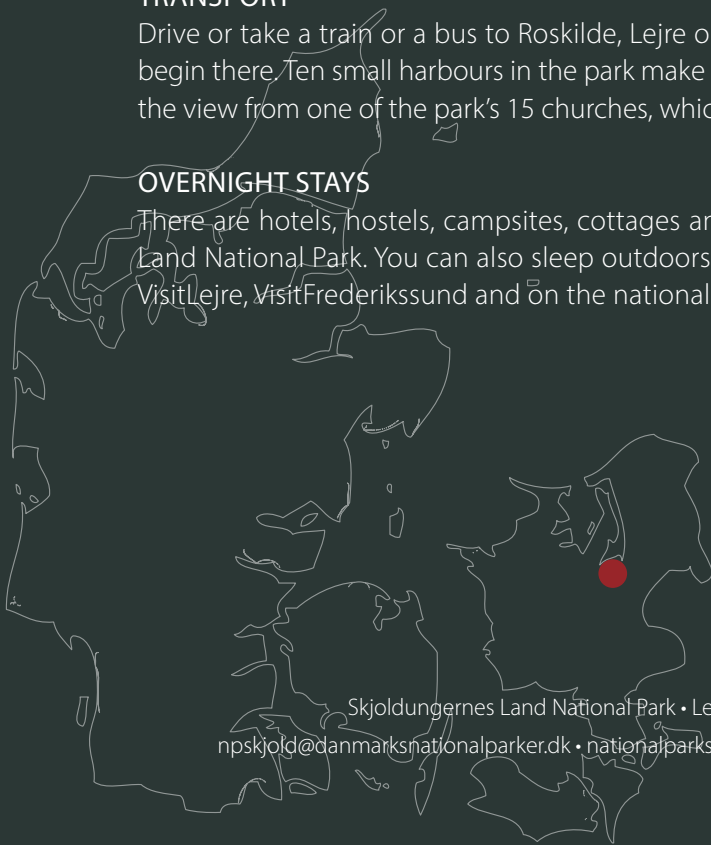 TRANSPORT
Drive or take a train or a bus to Roskilde, Lejre o
begin there. Ten small harbours in the park make
the view from one of the park's 15 churches, whic
OVERNIGHT STAYS
There are hotels, hostels, campsites, cottages an
Land National Park. You can also sleep outdoors
VisitLejre, VisitFrederikssund and on the national
Skjoldungernes Land National Park • Le
npskjold@danmarksnationalparker.dk • nationalparks